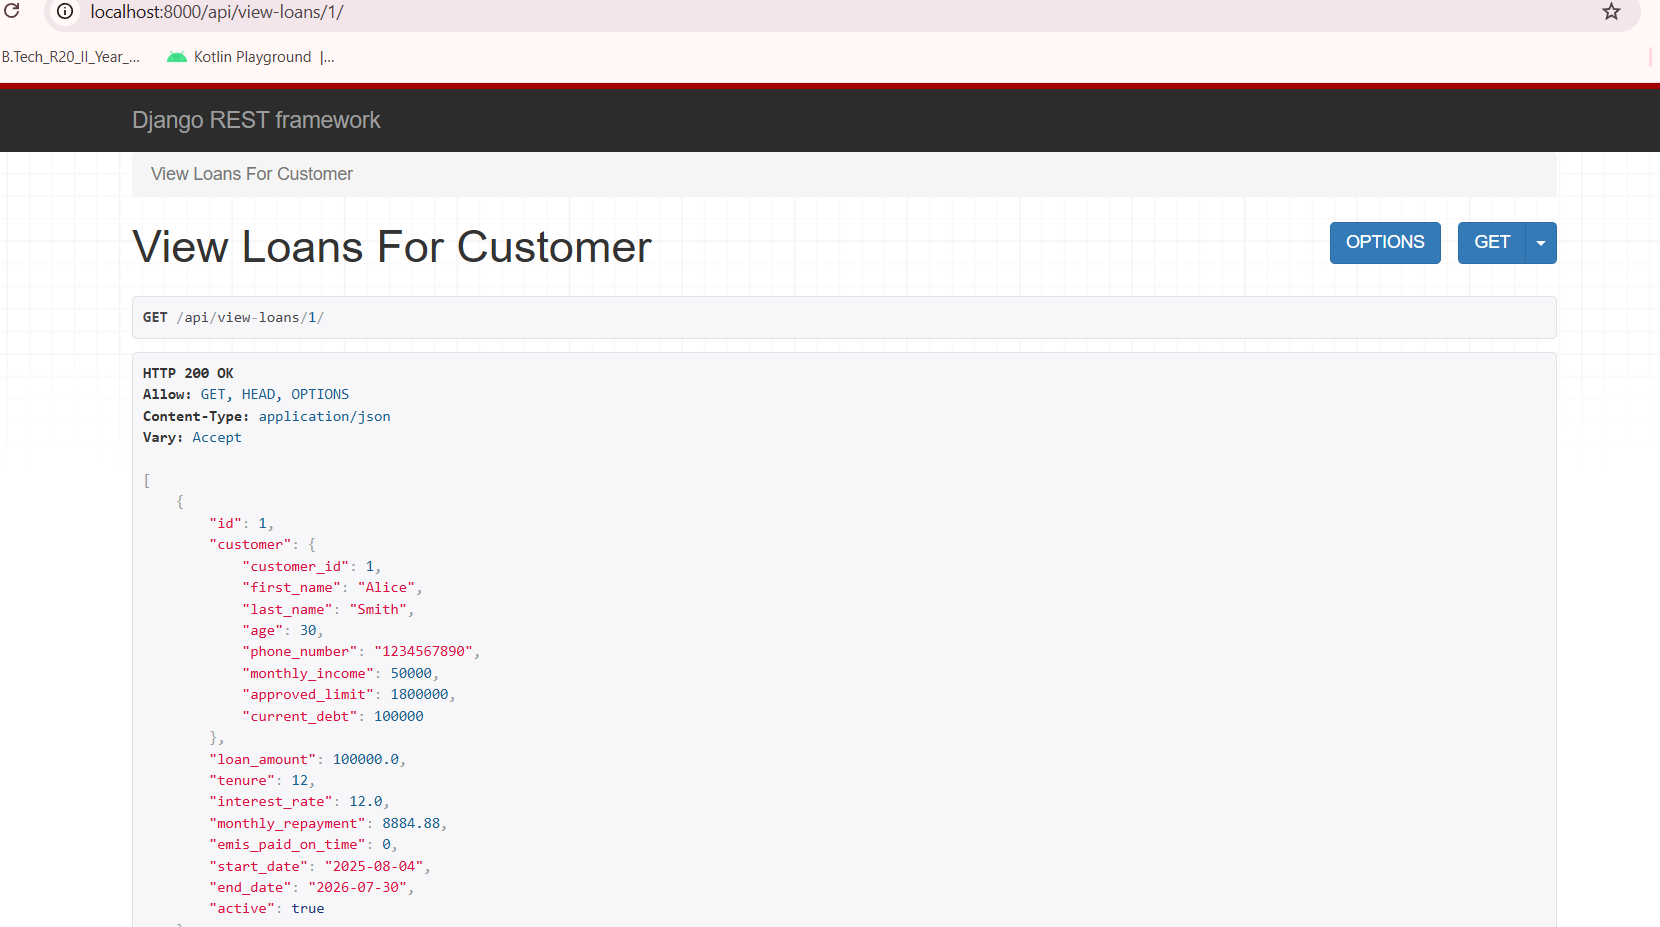 localhost:8000/api/view-loans/1/
B.Tech_R20_II_Year_... Kotlin Playground |...
Django REST framework
View Loans For Customer
View Loans For Customer OPTIONS GET
GET /api/view-loans/1/
HTTP 200 OK
Allow: GET, HEAD, OPTIONS
Content-Type: application/json
Vary: Accept
[
{
"id": 1,
"customer": {
"customer_id": 1,
"first_name": "Alice",
"last_name": "Smith",
"age": 30,
"phone_number": "1234567890",
"monthly_income": 50000,
"approved_limit": 1800000,
"current_debt": 100000
},
"loan_amount": 100000.0,
"tenure": 12,
"interest_rate": 12.0,
"monthly_repayment": 8884.88,
"emis_paid_on_time": 0,
"start_date": "2025-08-04",
"end_date": "2026-07-30",
"active": true